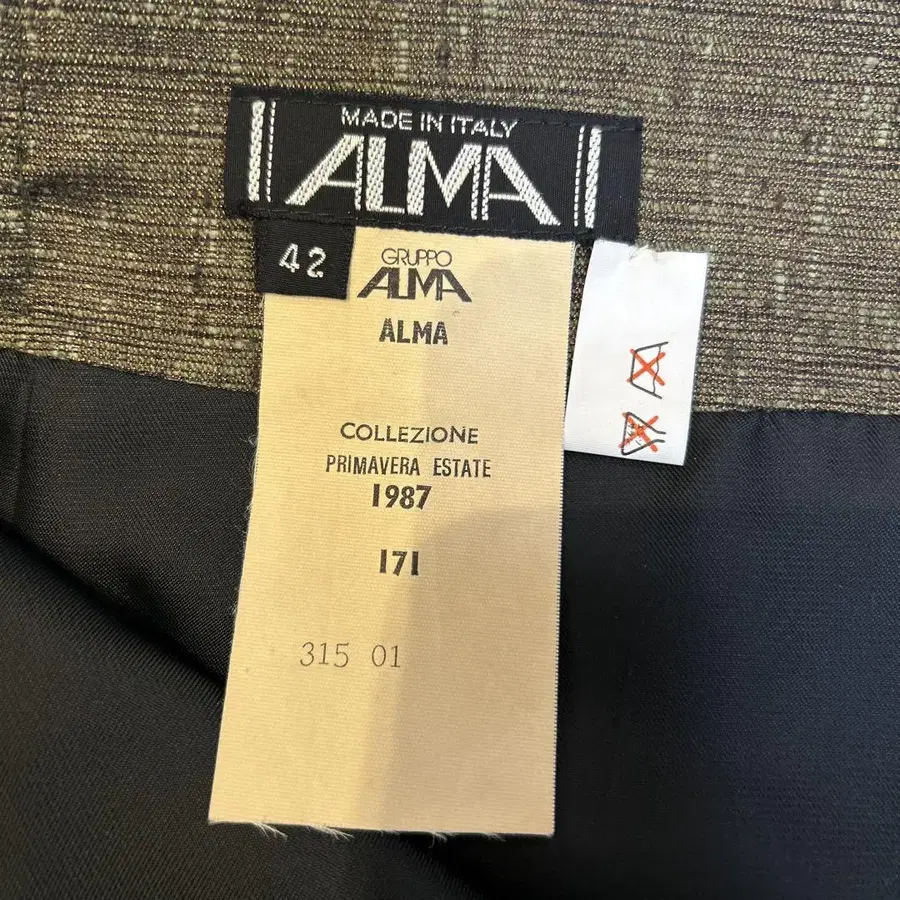 MADE IN ITALY
ALMA
42
GRUPPO
ALMA
ALMA
COLLEZIONE
PRIMAVERA ESTATE
1987
171
315 01